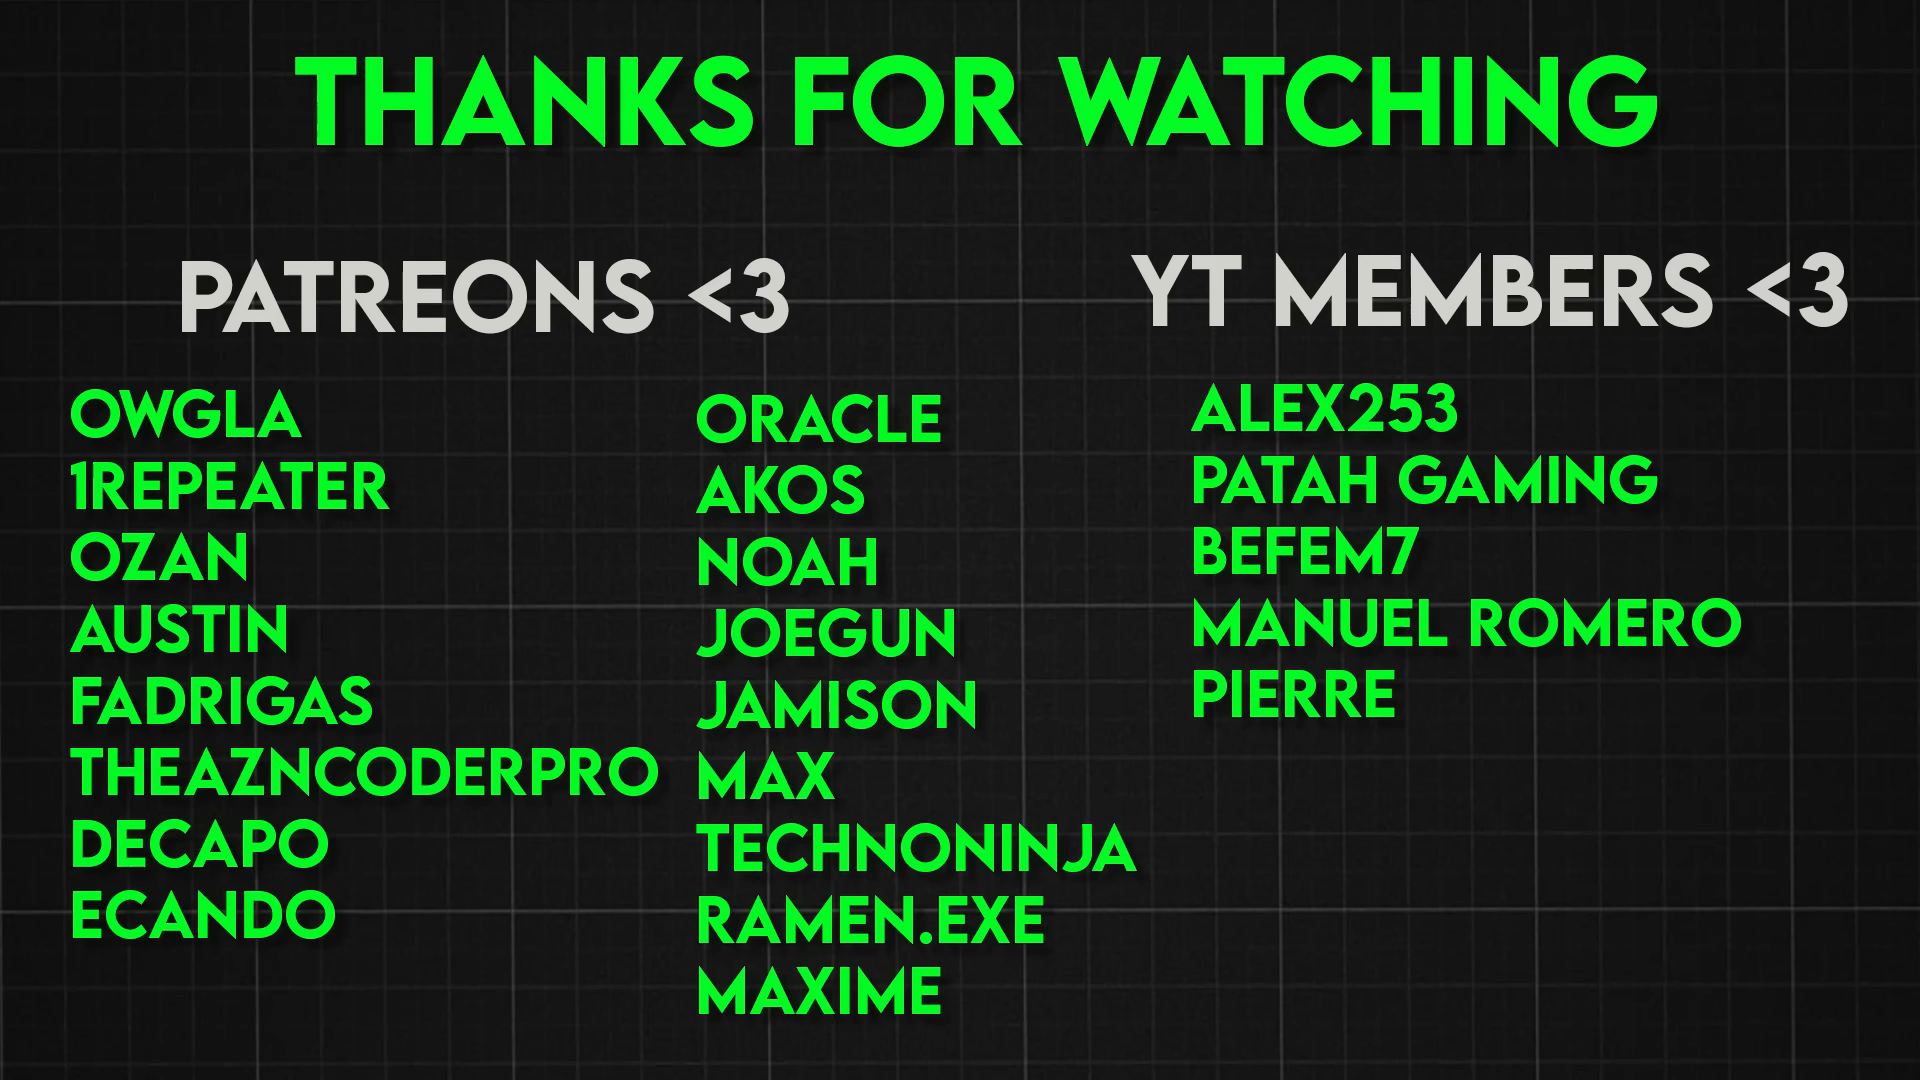 THANKS FOR WATCHING
PATREONS <3
OWGLA
1REPEATER
OZAN
AUSTIN
FADRIGAS
THEAZNCODERPRO
DECAPO
ECANDO
ORACLE
AKOS
NOAH
JOEGUN
JAMISON
MAX
TECHNONINJA
RAMEN.EXE
MAXIME
YT MEMBERS <3
ALEX253
PATAH GAMING
BEFEM7
MANUEL ROMERO
PIERRE